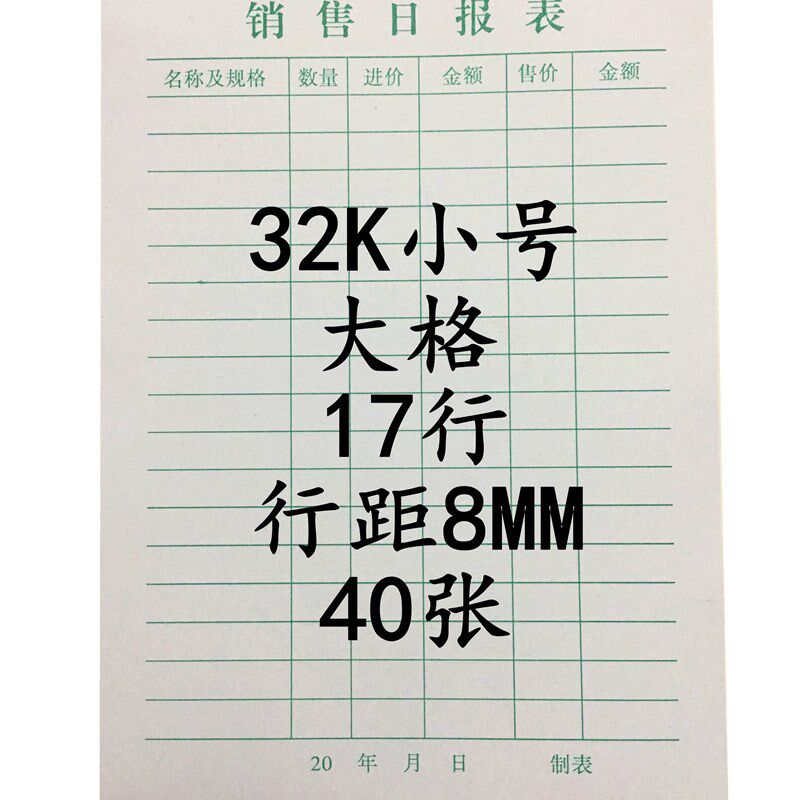 销售日报表
名称及规格 数量 进价 金额 售价 金额
32K小号
大格
17行
行距8MM
40张
20 年 月 日 制表